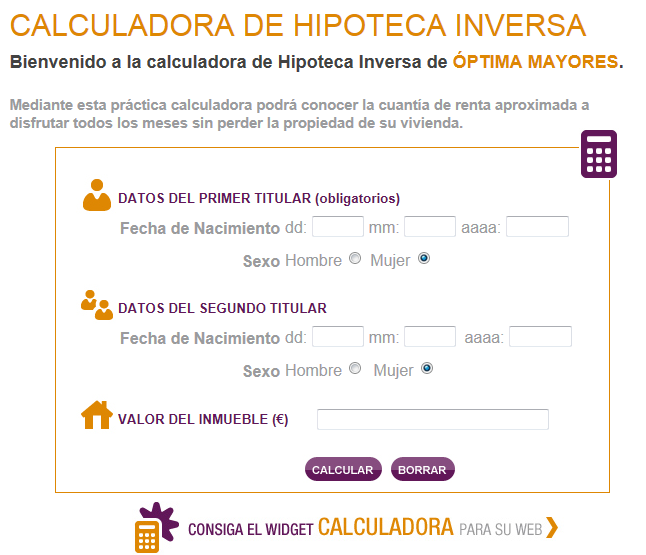 CALCULADORA DE HIPOTECA INVERSA
Bienvenido a la calculadora de Hipoteca Inversa de ÓPTIMA MAYORES.
Mediante esta práctica calculadora podrá conocer la cuantía de renta aproximada a
disfrutar todos los meses sin perder la propiedad de su vivienda.
DATOS DEL PRIMER TITULAR (obligatorios)
Fecha de Nacimiento dd: mm: aaaa:
Sexo Hombre Mujer
DATOS DEL SEGUNDO TITULAR
Fecha de Nacimiento dd: mm: aaaa:
Sexo Hombre Mujer
VALOR DEL INMUEBLE (€)
CALCULAR BORRAR
CONSIGA EL WIDGET CALCULADORA PARA SU WEB